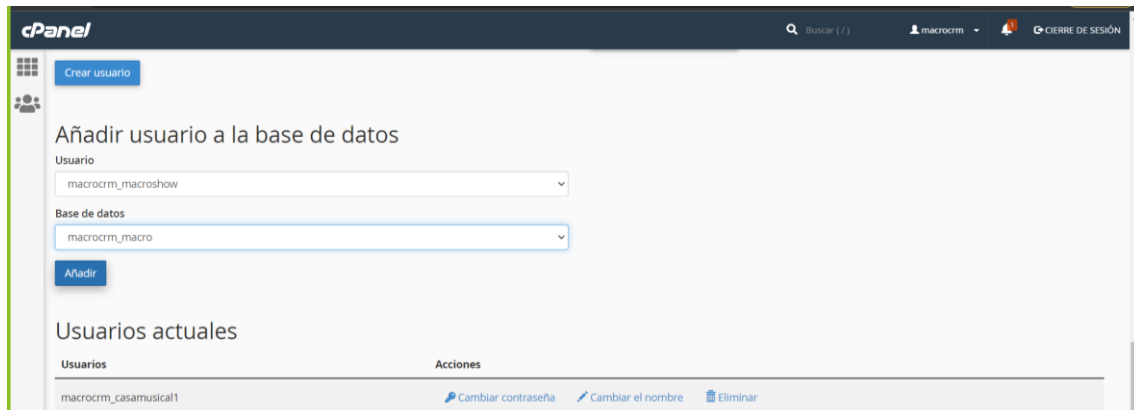 cPanel
Buscar ( / )
macrocrm
1
CIERRE DE SESIÓN
Crear usuario
Añadir usuario a la base de datos
Usuario
macrocrm_macroshow
Base de datos
macrocrm_macro
Añadir
Usuarios actuales
Usuarios Acciones
macrocrm_casamusical1 Cambiar contraseña Cambiar el nombre Eliminar